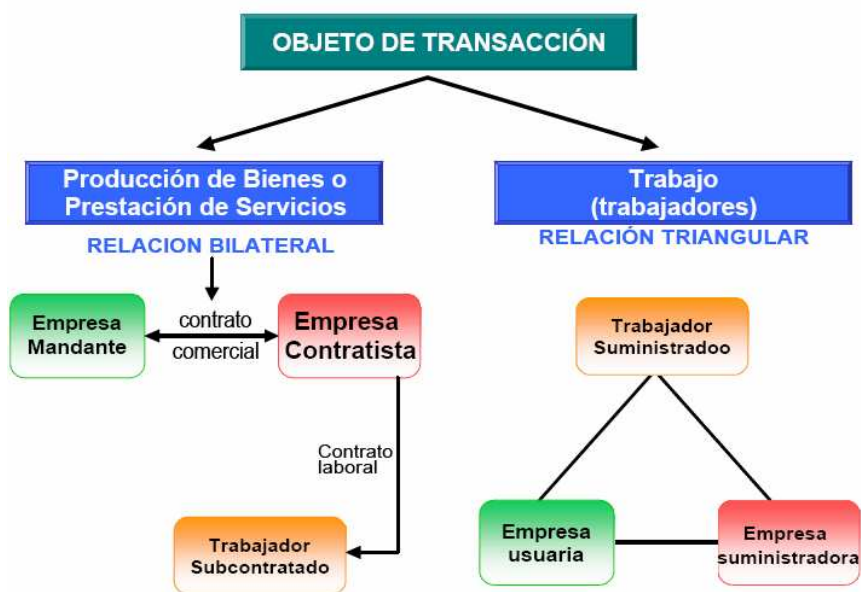 OBJETO DE TRANSACCIÓN
Producción de Bienes o
Prestación de Servicios
RELACION BILATERAL
Empresa
Mandante
contrato
comercial
Empresa
Contratista
Contrato
laboral
Trabajador
Subcontratado
Trabajo
(trabajadores)
RELACIÓN TRIANGULAR
Trabajador
Suministradoo
Empresa
usuaria
Empresa
suministradora